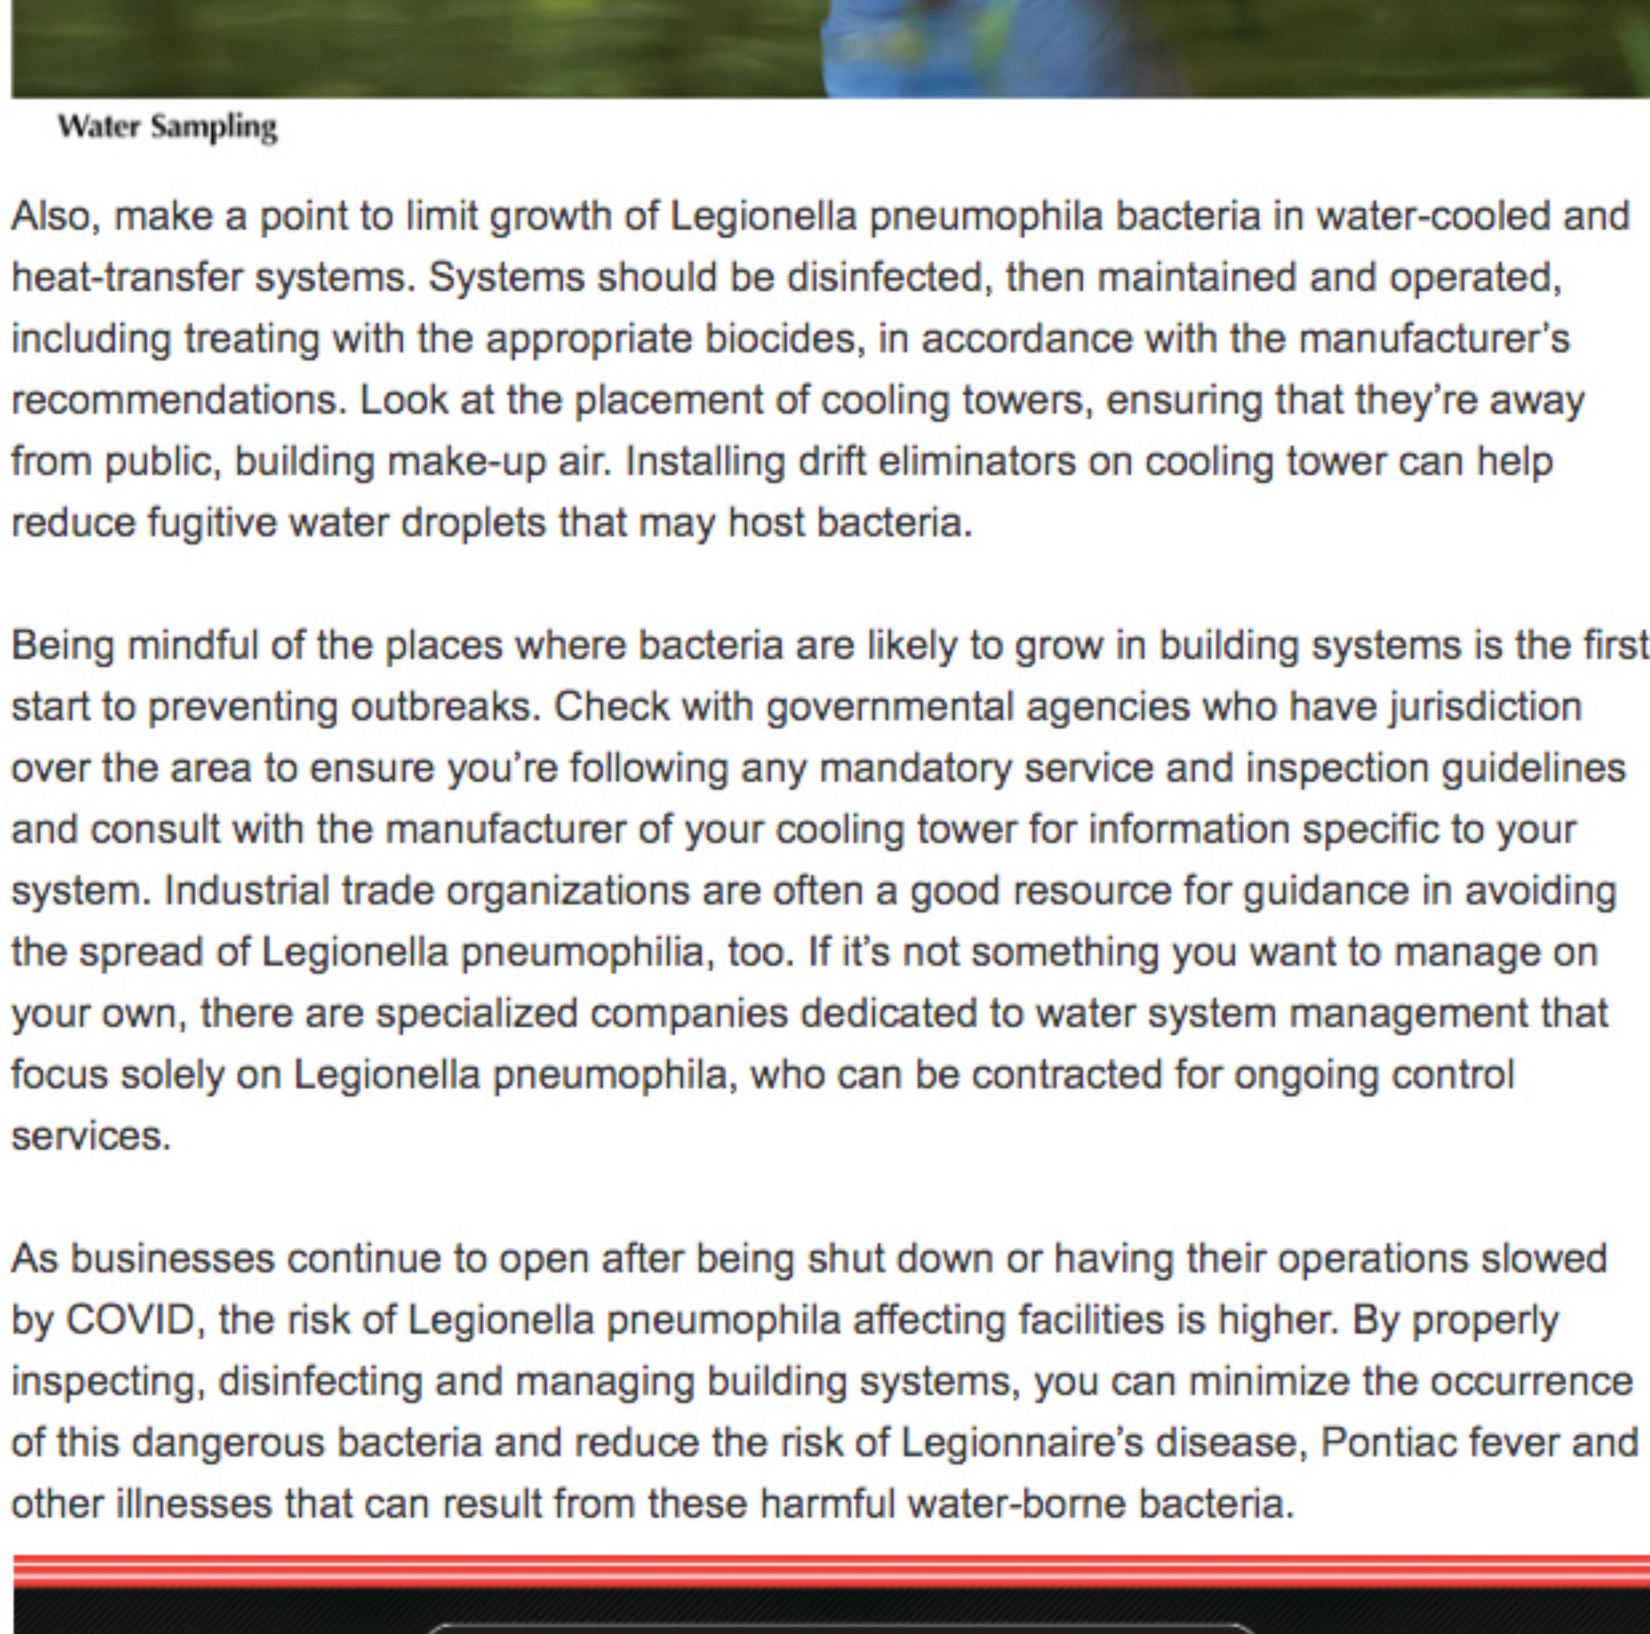 Water Sampling
Also, make a point to limit growth of Legionella pneumophila bacteria in water-cooled and
heat-transfer systems. Systems should be disinfected, then maintained and operated,
including treating with the appropriate biocides, in accordance with the manufacturer’s
recommendations. Look at the placement of cooling towers, ensuring that they’re away
from public, building make-up air. Installing drift eliminators on cooling tower can help
reduce fugitive water droplets that may host bacteria.
Being mindful of the places where bacteria are likely to grow in building systems is the first
start to preventing outbreaks. Check with governmental agencies who have jurisdiction
over the area to ensure you’re following any mandatory service and inspection guidelines
and consult with the manufacturer of your cooling tower for information specific to your
system. Industrial trade organizations are often a good resource for guidance in avoiding
the spread of Legionella pneumophilia, too. If it’s not something you want to manage on
your own, there are specialized companies dedicated to water system management that
focus solely on Legionella pneumophila, who can be contracted for ongoing control
services.
As businesses continue to open after being shut down or having their operations slowed
by COVID, the risk of Legionella pneumophila affecting facilities is higher. By properly
inspecting, disinfecting and managing building systems, you can minimize the occurrence
of this dangerous bacteria and reduce the risk of Legionnaire’s disease, Pontiac fever and
other illnesses that can result from these harmful water-borne bacteria.